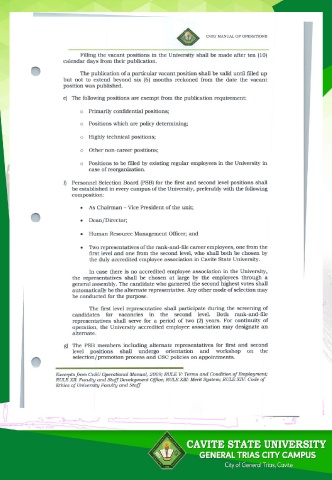 CvSU MANUAL OF OPERATIONS
Filling the vacant positions in the University shall be made after ten (10)
calendar days from their publication.
The publication of a particular vacant position shall be valid until filled up
but not to extend beyond six (6) months reckoned from the date the vacant
position was published.
e) The following positions are exempt from the publication requirement:
o Primarily confidential positions;
o Positions which are policy determining;
o Highly technical positions;
o Other non-career positions;
o Positions to be filled by existing regular employees in the University in
case of reorganization.
f) Personnel Selection Board (PSB) for the first and second level positions shall
be established in every campus of the University, preferably with the following
composition:
• As Chairman – Vice President of the unit;
• Dean/Director;
• Human Resource Management Officer; and
• Two representatives of the rank-and-file career employees, one from the
first level and one from the second level, who shall both be chosen by
the duly accredited employee association in Cavite State University.
In case there is no accredited employee association in the University,
the representatives shall be chosen at large by the employees through a
general assembly. The candidate who garnered the second highest votes shall
automatically be the alternate representative. Any other mode of selection may
be conducted for the purpose.
The first level representative shall participate during the screening of
candidates for vacancies in the second level. Both rank-and-file
representatives shall serve for a period of two (2) years. For continuity of
operation, the University accredited employee association may designate an
alternate.
g) The PSB members including alternate representatives for first and second
level positions shall undergo orientation and workshop on the
selection/promotion process and CSC policies on appointments.
Excerpts from CvSU Operational Manual, 2009; RULE V: Terms and Condition of Employment;
RULE XII: Faculty and Staff Development Office; RULE XIII: Merit System; RULE XIV: Code of
Ethics of University Faculty and Staff
CAVITE STATE UNIVERSITY
GENERAL TRIAS CITY CAMPUS
City of General Trias, Cavite